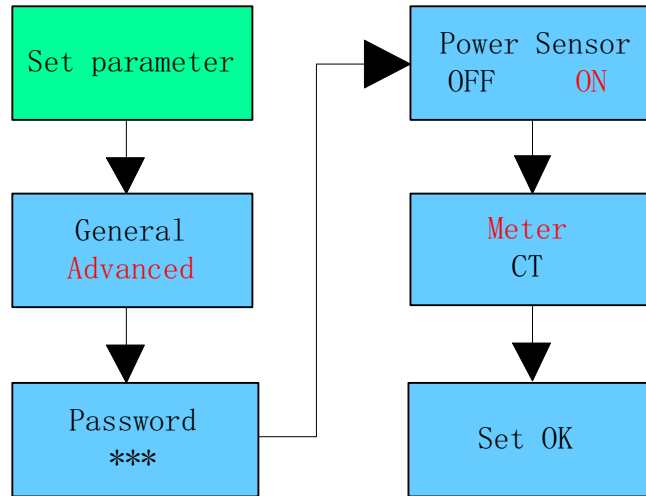 Set parameter
General
Advanced
Password
***
Power Sensor
OFF ON
Meter
CT
Set OK